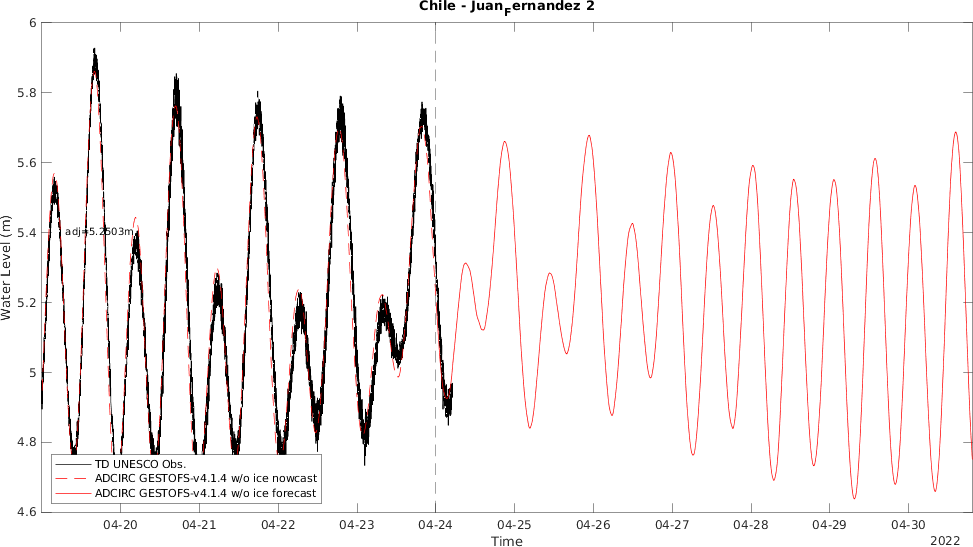 Chile - Juan_Fernandez 2
6
5.8
5.6
5.4
5.2
5
4.8
4.6
Water Level (m)
adj=5.2503m
TD UNESCO Obs.
ADCIRC GESTOFS-v4.1.4 w/o ice nowcast
ADCIRC GESTOFS-v4.1.4 w/o ice forecast
04-20 04-21 04-22 04-23 04-24 04-25 04-26 04-27 04-28 04-29 04-30
Time
2022